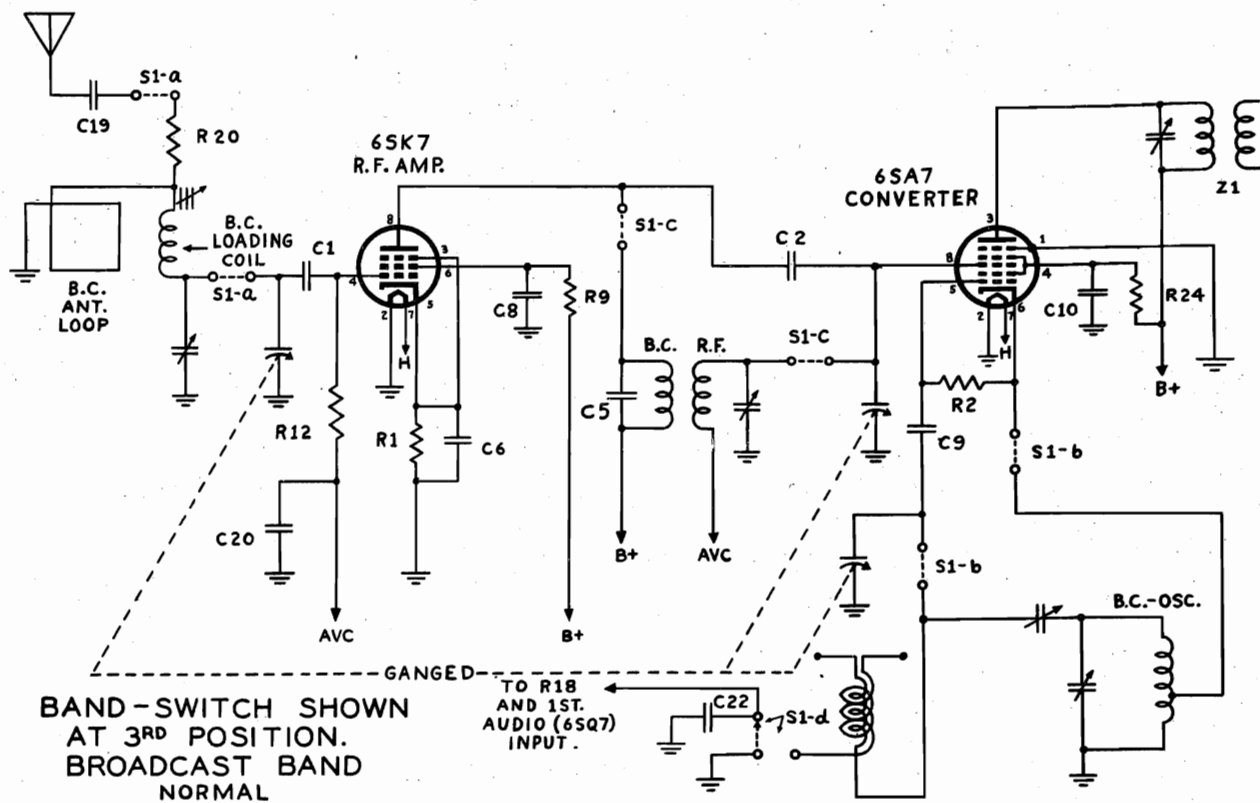 S1-a
C19
R20
6SK7
R.F. AMP.
6SA7
CONVERTER
Z1
8
3
6
4
2
7
5
H
B.C.
LOADING
COIL
C1
S1-a
B.C.
ANT.
LOOP
S1-C
C2
C8
R9
3
1
8
4
5
2
7
6
H
C10
R24
B+
B.C.
R.F.
S1-C
C5
R2
C9
S1-b
R12
R1
C6
C20
B+
AVC
S1-b
B.C.-OSC.
AVC
B+
GANGED
TO R18
AND 1ST.
AUDIO (6SQ7)
INPUT.
C22
S1-d
BAND-SWITCH SHOWN
AT 3RD POSITION.
BROADCAST BAND
NORMAL